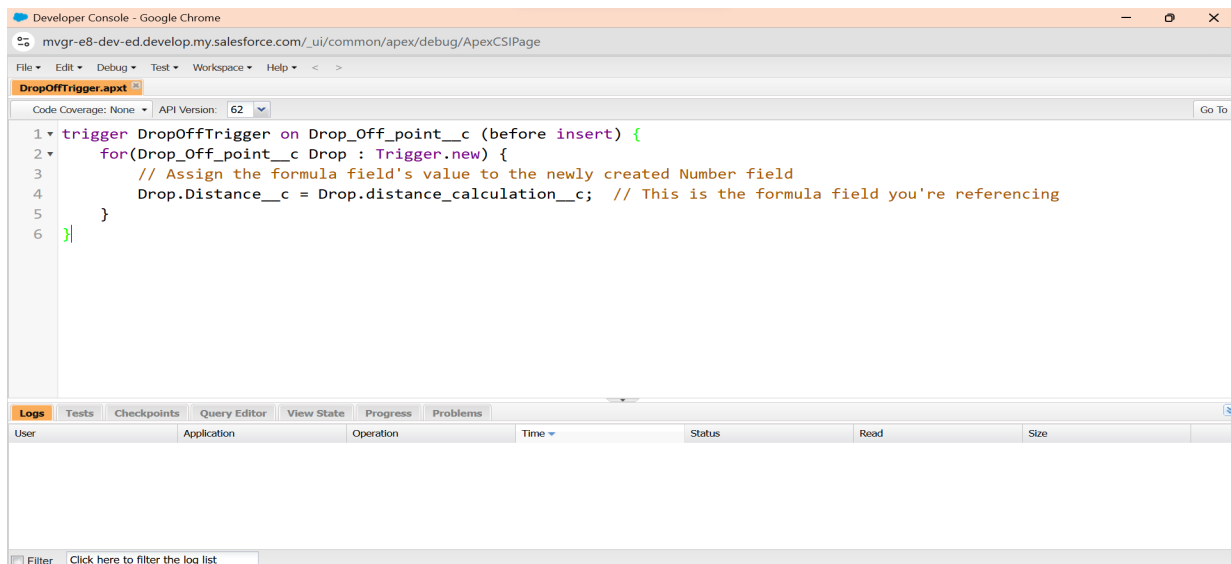 Developer Console - Google Chrome
mvgr-e8-dev-ed.develop.my.salesforce.com/_ui/common/apex/debug/ApexCSIPage
File Edit Debug Test Workspace Help < >
DropOffTrigger.apxt
Code Coverage: None API Version: 62 Go To
1 trigger DropOffTrigger on Drop_Off_point__c (before insert) {
2 for(Drop_Off_point__c Drop : Trigger.new) {
3 // Assign the formula field's value to the newly created Number field
4 Drop.Distance__c = Drop.distance_calculation__c; // This is the formula field you're referencing
5 }
6 }
Logs Tests Checkpoints Query Editor View State Progress Problems
User Application Operation Time Status Read Size
Filter Click here to filter the log list